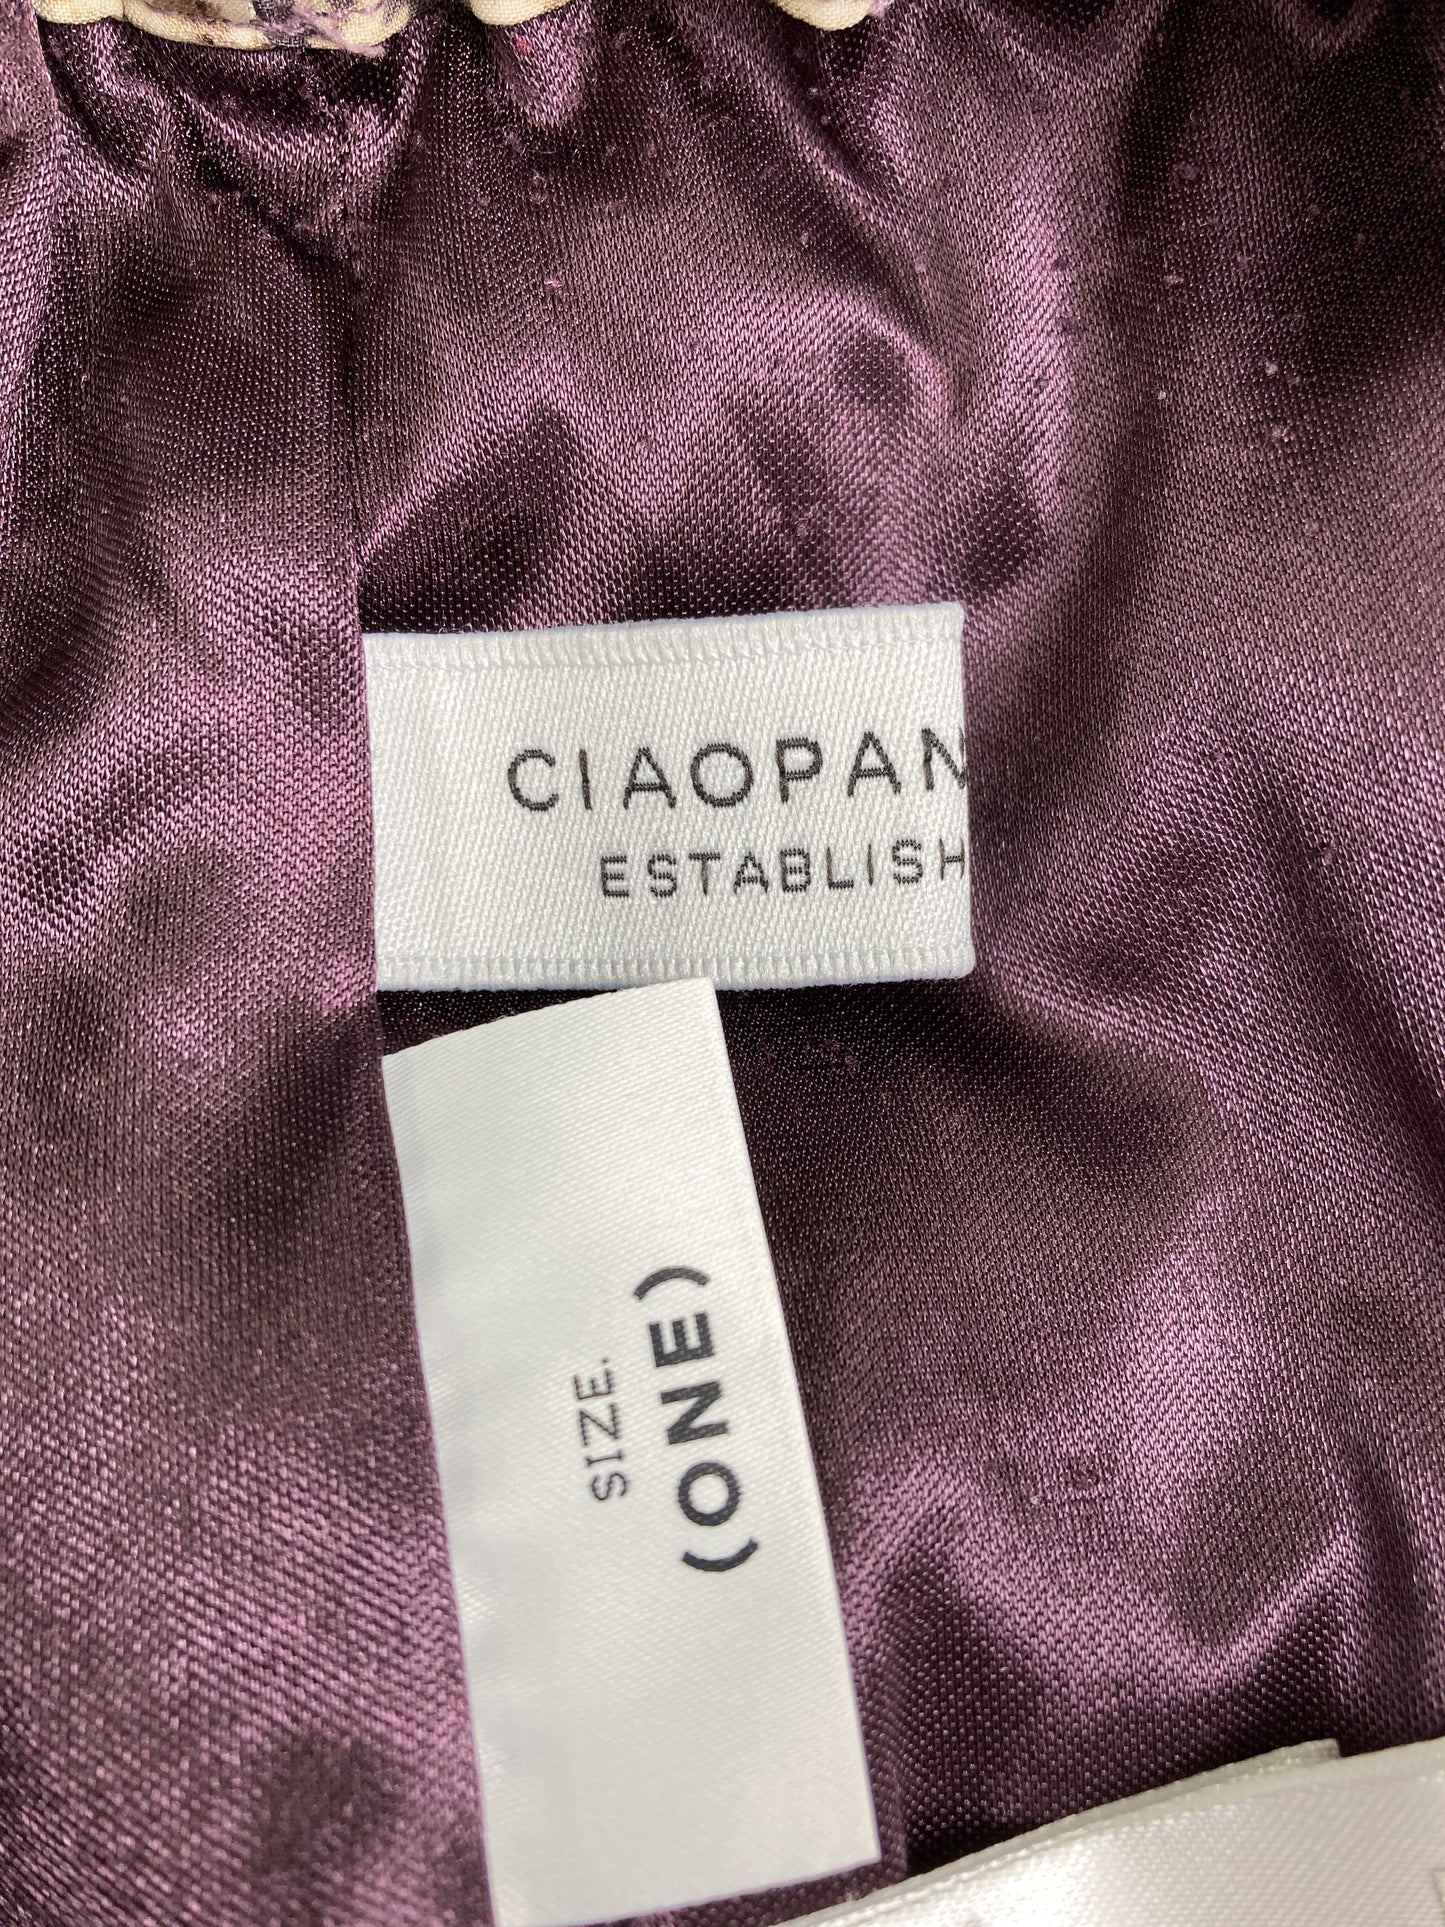 CIAOPAN
ESTABLISH
SIZE.
(ONE)